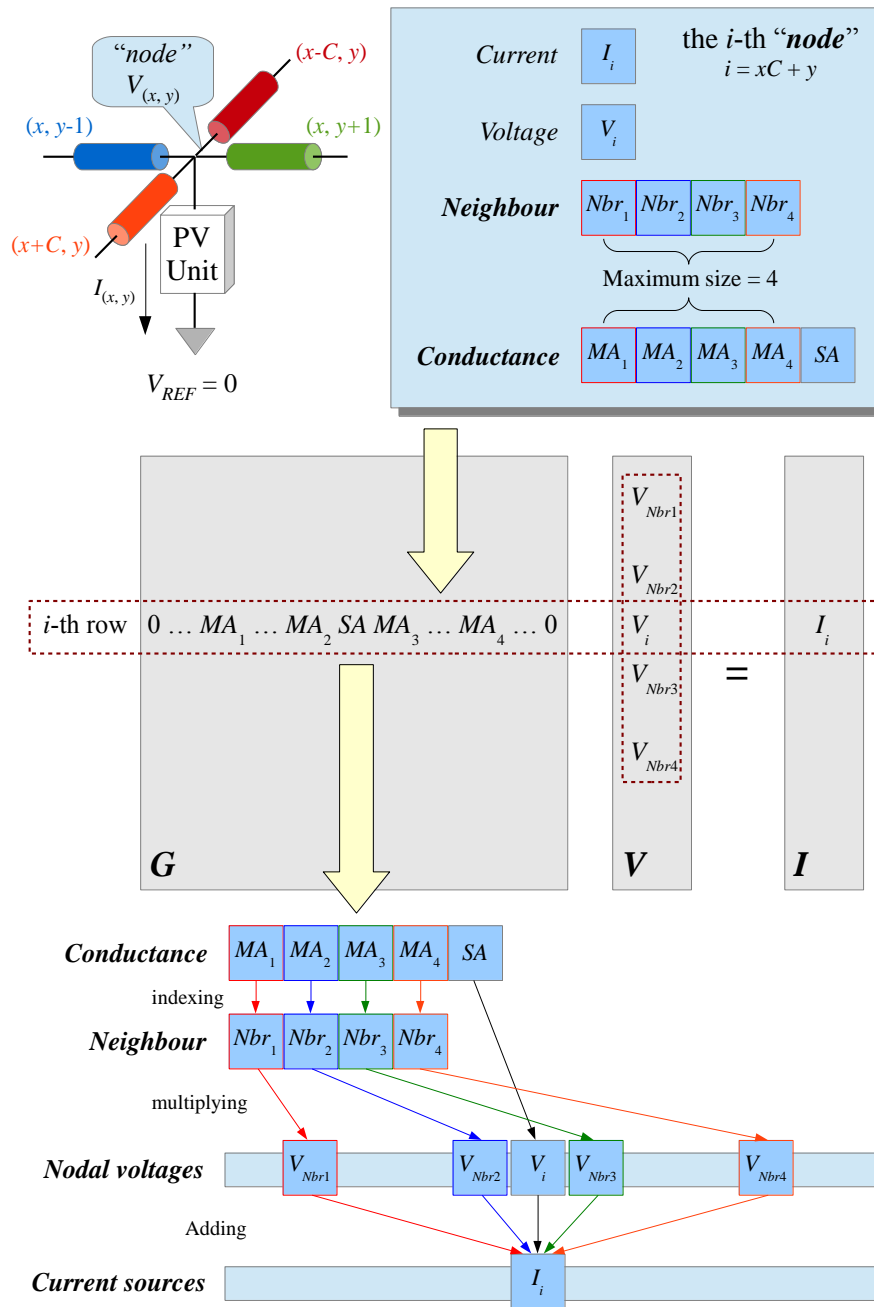 “node”
V(x, y)
(x-C, y)
(x, y-1)
(x, y+1)
(x+C, y)
PV
Unit
I(x, y)
VREF = 0
the i-th “node”
i = xC + y
Current Ii
Voltage Vi
Neighbour Nbr1 Nbr2 Nbr3 Nbr4
Maximum size = 4
Conductance MA1 MA2 MA3 MA4 SA
VNbr1
VNbr2
i-th row 0 … MA1 … MA2 SA MA3 … MA4 … 0 Vi Ii
VNbr3
=
VNbr4
G V I
Conductance MA1 MA2 MA3 MA4 SA
indexing
Neighbour Nbr1 Nbr2 Nbr3 Nbr4
multiplying
Nodal voltages VNbr1 VNbr2 Vi VNbr3 VNbr4
Adding
Current sources Ii